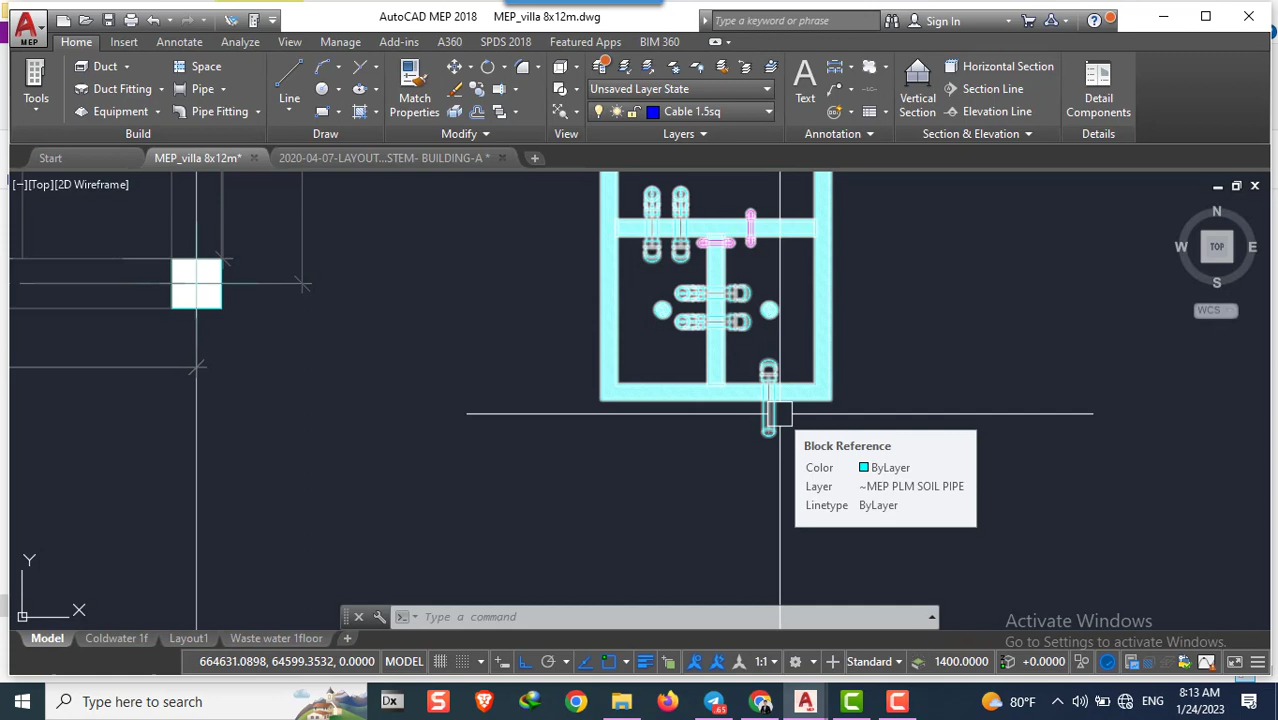 AutoCAD MEP 2018 MEP_villa 8x12m.dwg
Type a keyword or phrase
Sign In
MEP
Home Insert Annotate Analyze View Manage Add-ins A360 SPDS 2018 Featured Apps BIM 360
Tools
Duct
Space
Duct Fitting
Pipe
Equipment
Pipe Fitting
Line
Match Properties
Unsaved Layer State
Cable 1.5sq
Text
Vertical Section
Horizontal Section
Section Line
Elevation Line
Detail Components
Build Draw Modify View Layers Annotation Section & Elevation Details
Start MEP_villa 8x12m* 2020-04-07-LAYOUT...STEM- BUILDING-A *
[−][Top][2D Wireframe]
N
W TOP E
S
WCS
Block Reference
Color ByLayer
Layer ~MEP PLM SOIL PIPE
Linetype ByLayer
Y
X
Type a command
Activate Windows
Go to Settings to activate Windows.
Model Coldwater 1f Layout1 Waste water 1floor
664631.0898, 64599.3532, 0.0000 MODEL 1:1 Standard 1400.0000 +0.0000
Type here to search
Dx
S
65
A
C
C
80°F
ENG
8:13 AM
1/24/2023